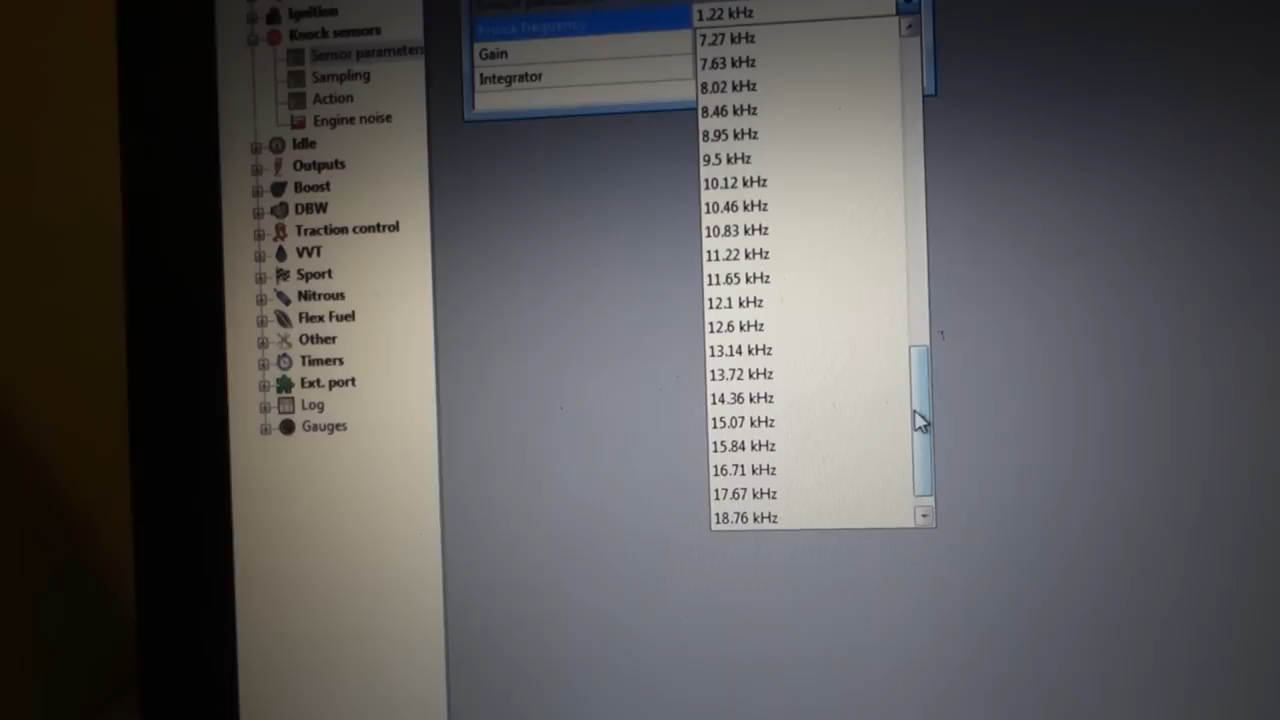 Ignition
Knock sensors
Sensor parameters
Sampling
Action
Engine noise
Idle
Outputs
Boost
DBW
Traction control
VVT
Sport
Nitrous
Flex Fuel
Other
Timers
Ext. port
Log
Gauges
Knock frequency
Gain
Integrator
1.22 kHz
7.27 kHz
7.63 kHz
8.02 kHz
8.46 kHz
8.95 kHz
9.5 kHz
10.12 kHz
10.46 kHz
10.83 kHz
11.22 kHz
11.65 kHz
12.1 kHz
12.6 kHz
13.14 kHz
13.72 kHz
14.36 kHz
15.07 kHz
15.84 kHz
16.71 kHz
17.67 kHz
18.76 kHz